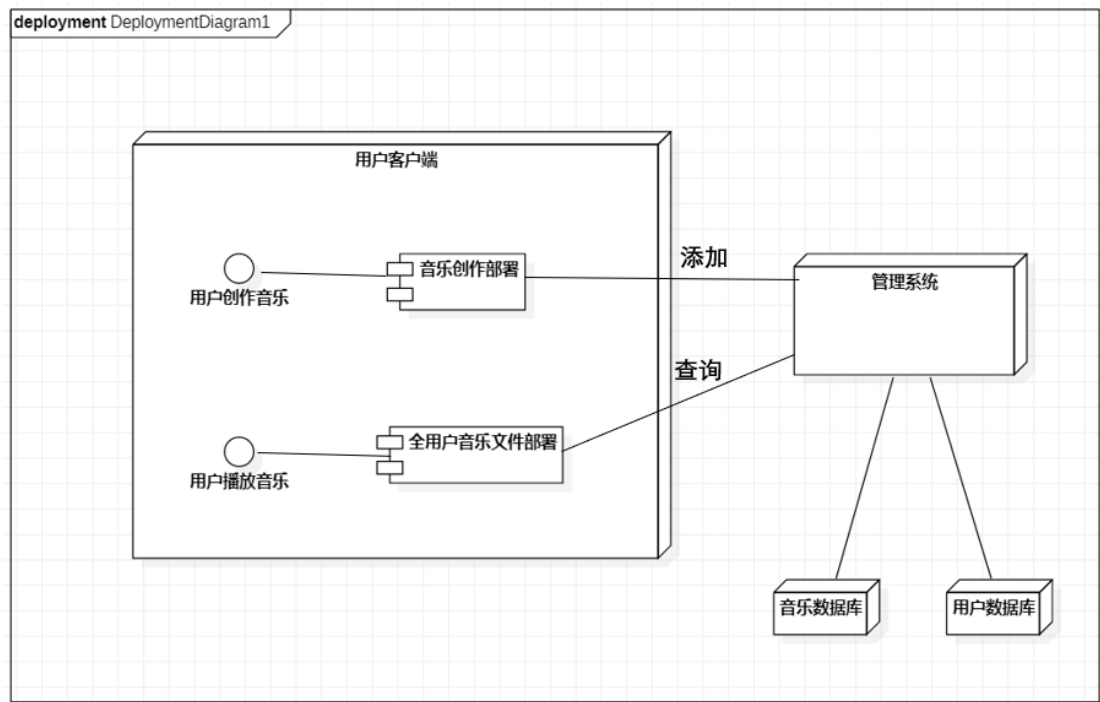 deployment DeploymentDiagram1
用户客户端
用户创作音乐
音乐创作部署
添加
管理系统
查询
用户播放音乐
全用户音乐文件部署
音乐数据库
用户数据库